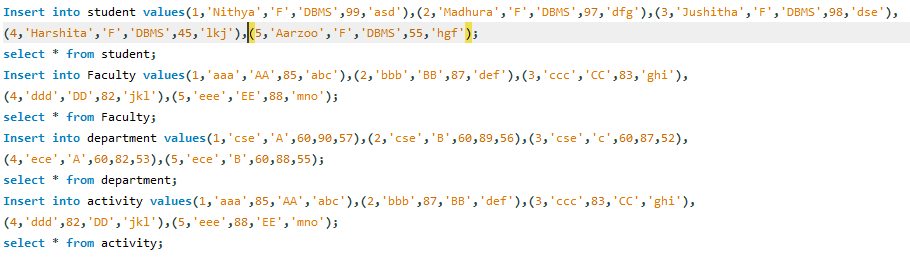 Insert into student values(1,'Nithya','F','DBMS',99,'asd'),(2,'Madhura','F','DBMS',97,'dfg'),(3,'Jushitha','F','DBMS',98,'dse'),
(4,'Harshita','F','DBMS',45,'lkj'),(5,'Aarzoo','F','DBMS',55,'hgf');
select * from student;
Insert into Faculty values(1,'aaa','AA',85,'abc'),(2,'bbb','BB',87,'def'),(3,'ccc','CC',83,'ghi'),
(4,'ddd','DD',82,'jkl'),(5,'eee','EE',88,'mno');
select * from Faculty;
Insert into department values(1,'cse','A',60,90,57),(2,'cse','B',60,89,56),(3,'cse','c',60,87,52),
(4,'ece','A',60,82,53),(5,'ece','B',60,88,55);
select * from department;
Insert into activity values(1,'aaa',85,'AA','abc'),(2,'bbb',87,'BB','def'),(3,'ccc',83,'CC','ghi'),
(4,'ddd',82,'DD','jkl'),(5,'eee',88,'EE','mno');
select * from activity;